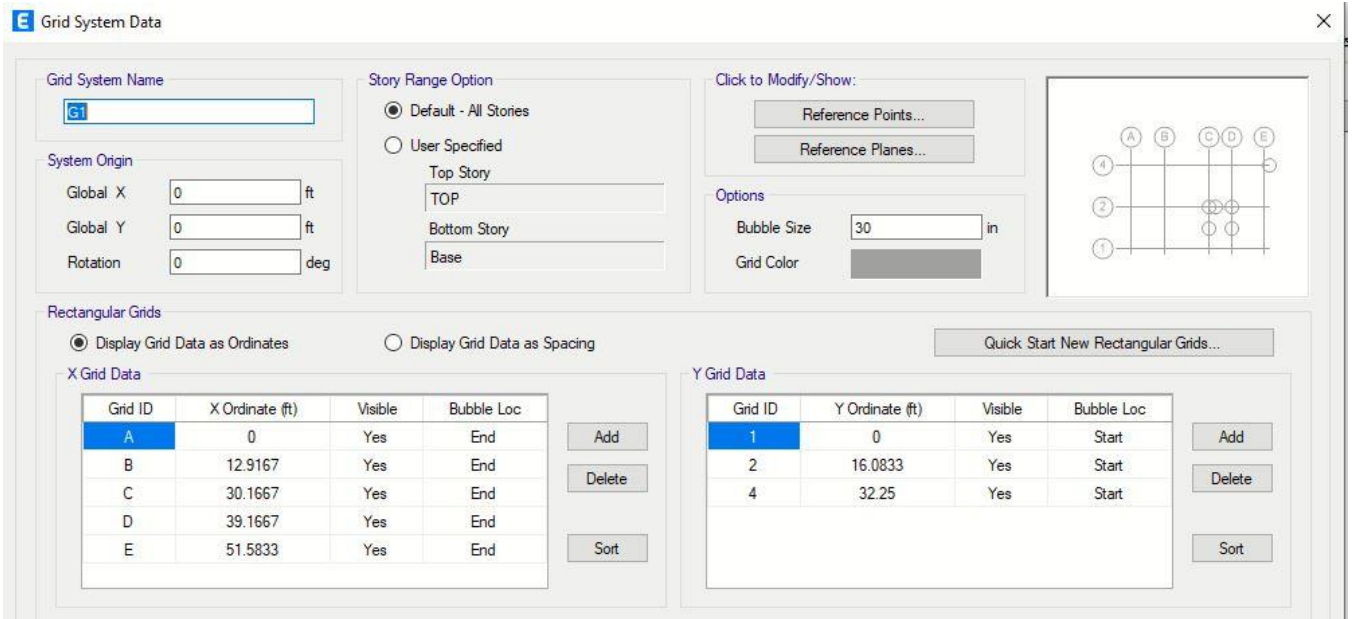 E Grid System Data
Grid System Name
G1
System Origin
Global X 0 ft
Global Y 0 ft
Rotation 0 deg
Story Range Option
Default - All Stories
User Specified
Top Story
TOP
Bottom Story
Base
Click to Modify/Show:
Reference Points...
Reference Planes...
Options
Bubble Size 30 in
Grid Color
A B C D E
4
2
1
Rectangular Grids
Display Grid Data as Ordinates Display Grid Data as Spacing
Quick Start New Rectangular Grids...
X Grid Data
Grid ID X Ordinate (ft) Visible Bubble Loc
A 0 Yes End
B 12.9167 Yes End
C 30.1667 Yes End
D 39.1667 Yes End
E 51.5833 Yes End
Add
Delete
Sort
Y Grid Data
Grid ID Y Ordinate (ft) Visible Bubble Loc
1 0 Yes Start
2 16.0833 Yes Start
4 32.25 Yes Start
Add
Delete
Sort